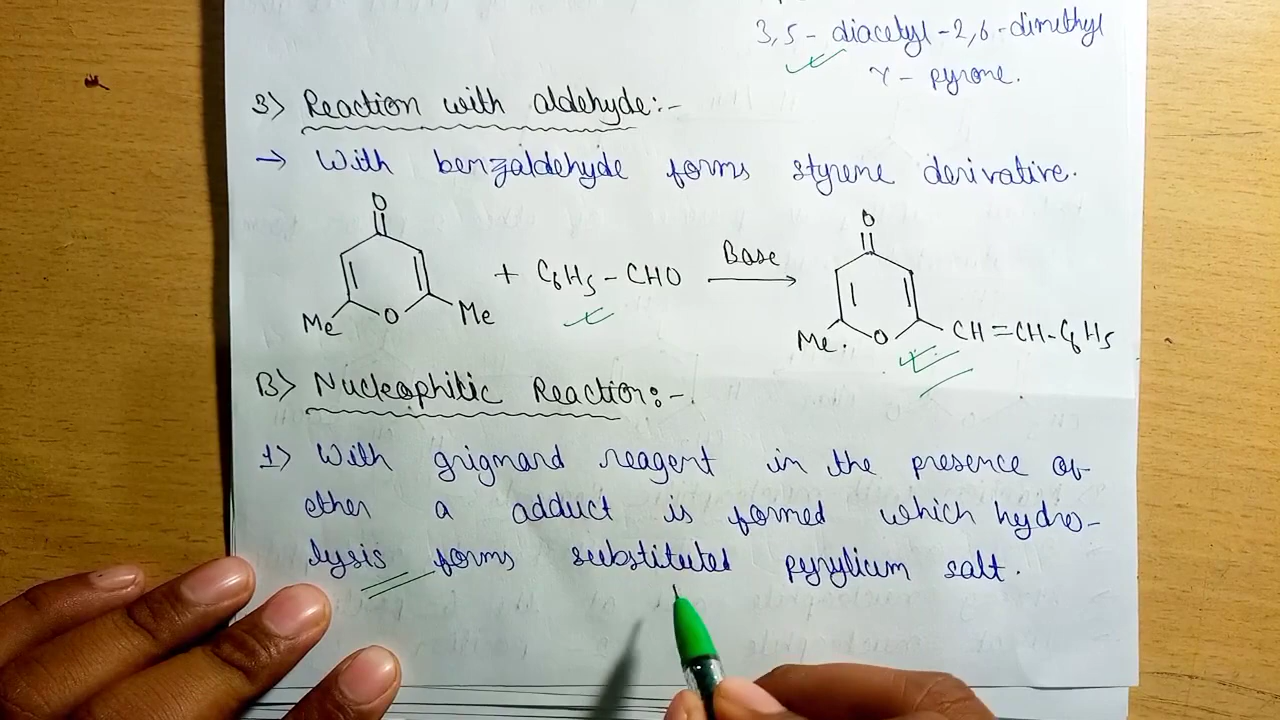 3,5 - diacetyl -2,6 -dimethyl
γ - pyrone.
3) Reaction with aldehyde:-
→ With benzaldehyde forms styrene derivative.
O O
+ C6H5 - CHO Base
Me O Me Me. O CH =CH-C6H5
B) Nucleophilic Reaction:-
1) With grignard reagent in the presence of
ether a adduct is formed which hydro-
lysis forms substituted pyrylium salt.